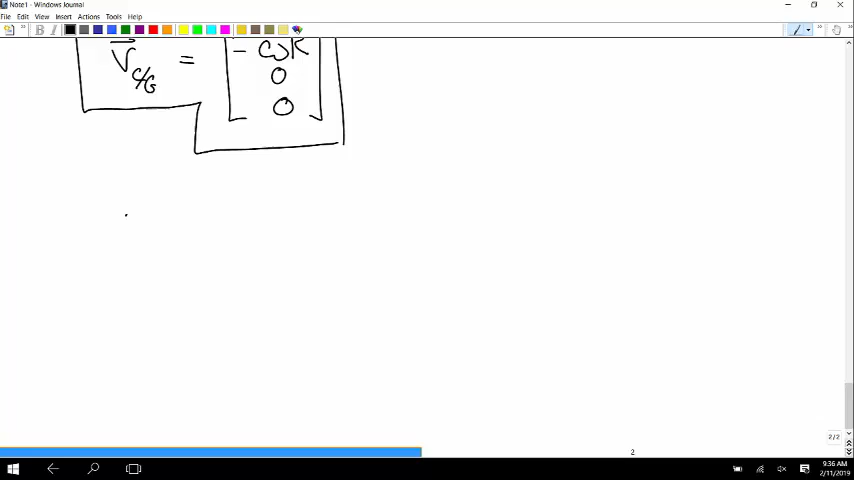 Note1 - Windows Journal
File Edit View Insert Actions Tools Help
B I
V C/G = - ωR
0
0
2/2
2
9:36 AM
2/11/2019